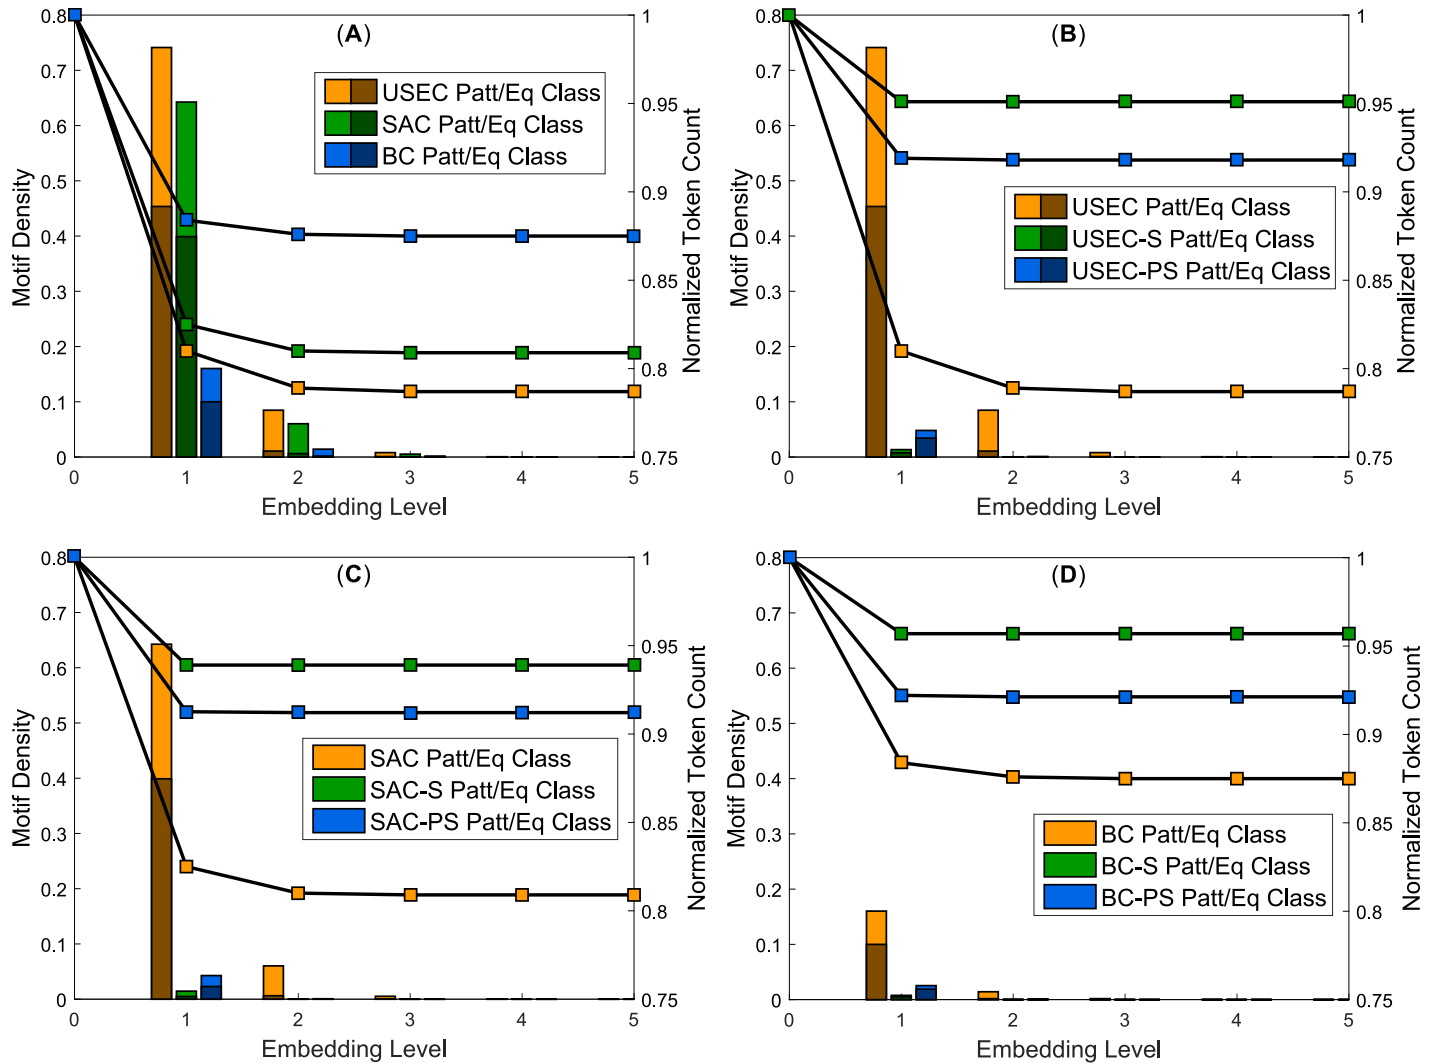 (A)
0.8
0.7
0.6
0.5
0.4
0.3
0.2
0.1
0
Motif Density
1
0.95
0.9
0.85
0.8
0.75
Normalized Token Count
USEC Patt/Eq Class
SAC Patt/Eq Class
BC Patt/Eq Class
0 1 2 3 4 5
Embedding Level
(B)
0.8
0.7
0.6
0.5
0.4
0.3
0.2
0.1
0
Motif Density
1
0.95
0.9
0.85
0.8
0.75
Normalized Token Count
USEC Patt/Eq Class
USEC-S Patt/Eq Class
USEC-PS Patt/Eq Class
0 1 2 3 4 5
Embedding Level
(C)
0.8
0.7
0.6
0.5
0.4
0.3
0.2
0.1
0
Motif Density
1
0.95
0.9
0.85
0.8
0.75
Normalized Token Count
SAC Patt/Eq Class
SAC-S Patt/Eq Class
SAC-PS Patt/Eq Class
0 1 2 3 4 5
Embedding Level
(D)
0.8
0.7
0.6
0.5
0.4
0.3
0.2
0.1
0
Motif Density
1
0.95
0.9
0.85
0.8
0.75
Normalized Token Count
BC Patt/Eq Class
BC-S Patt/Eq Class
BC-PS Patt/Eq Class
0 1 2 3 4 5
Embedding Level